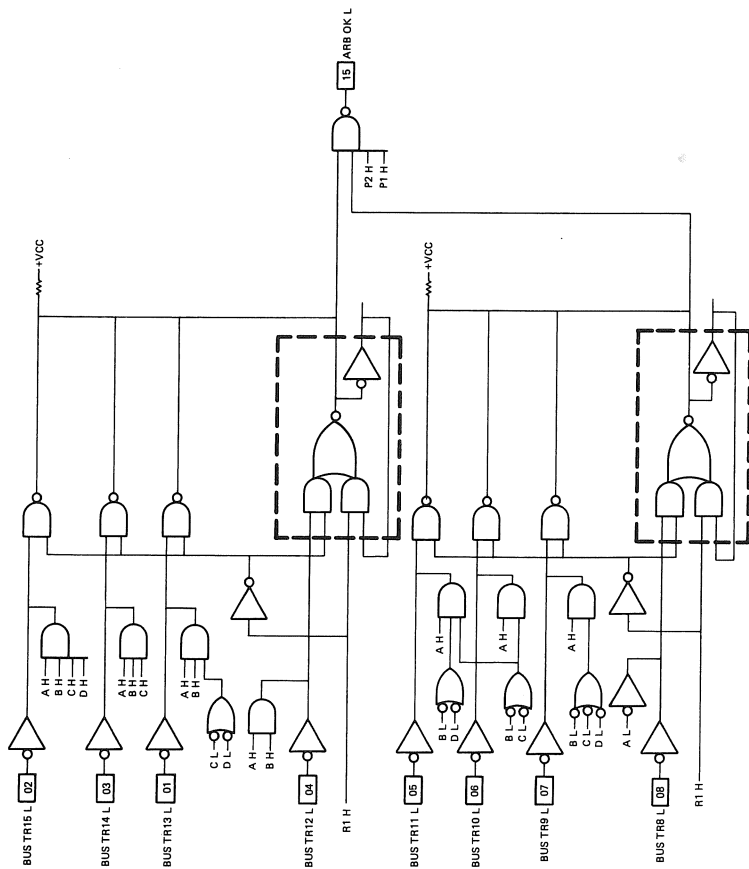 BUS TR15 L 02
A H
B H
C H
D H
+VCC
BUS TR14 L 03
A H
B H
C H
BUS TR13 L 01
A H
B H
C L
D L
A H
B H
BUS TR12 L 04
R1 H
15 ARB OK L
P2 H
P1 H
BUS TR11 L 05
A H
B L
D L
+VCC
BUS TR10 L 06
A H
B L
C L
BUS TR9 L 07
A H
B L
C L
D L
A L
BUS TR8 L 08
R1 H